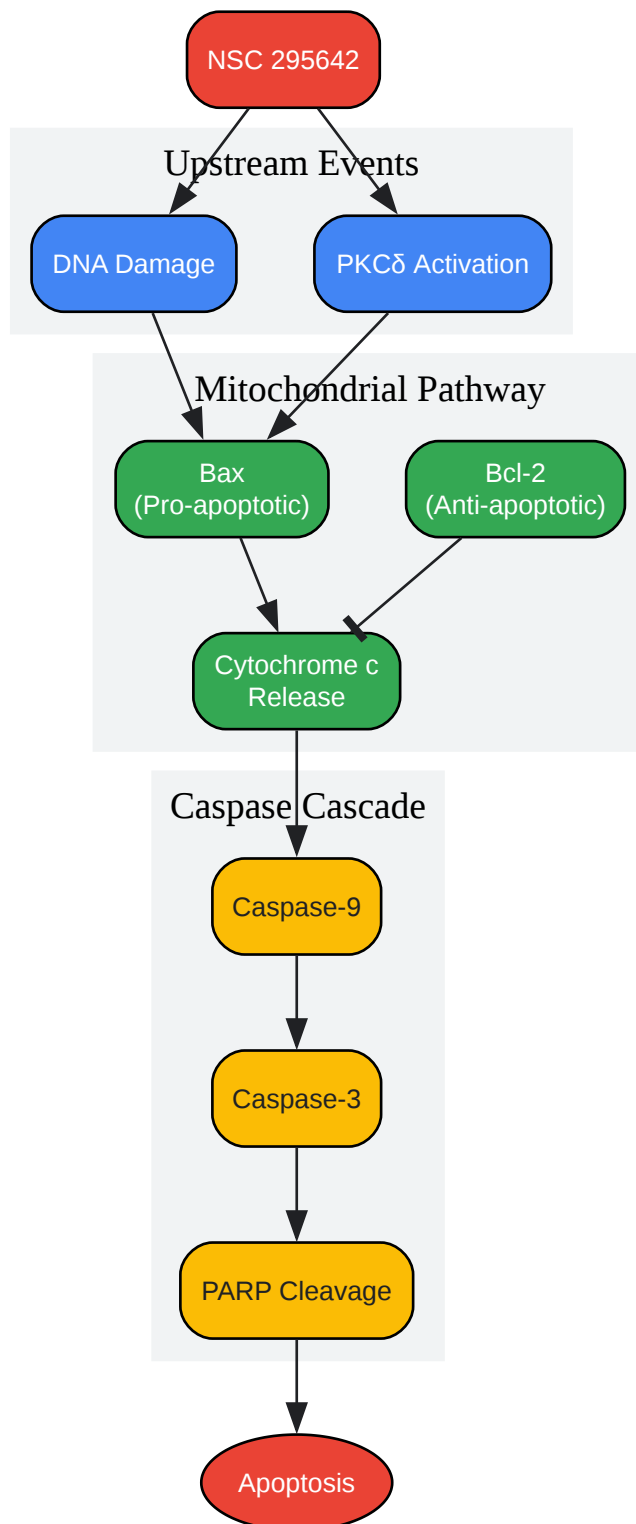 NSC 295642
Upstream Events
DNA Damage
PKCδ Activation
Mitochondrial Pathway
Bax
(Pro-apoptotic)
Bcl-2
(Anti-apoptotic)
Cytochrome c
Release
Caspase Cascade
Caspase-9
Caspase-3
PARP Cleavage
Apoptosis